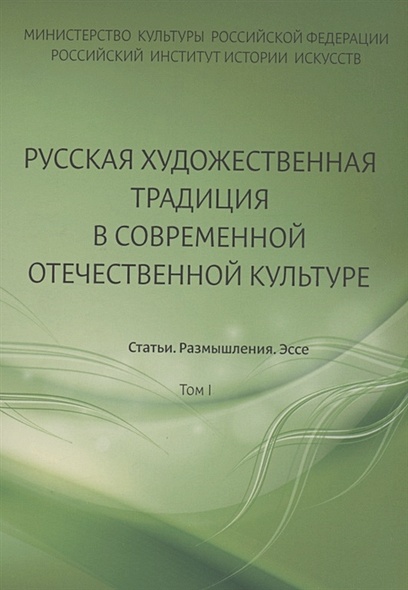 МИНИСТЕРСТВО КУЛЬТУРЫ РОССИЙСКОЙ ФЕДЕРАЦИИ
РОССИЙСКИЙ ИНСТИТУТ ИСТОРИИ ИСКУССТВ
РУССКАЯ ХУДОЖЕСТВЕННАЯ
ТРАДИЦИЯ
В СОВРЕМЕННОЙ
ОТЕЧЕСТВЕННОЙ КУЛЬТУРЕ
Статьи. Размышления. Эссе
Том I